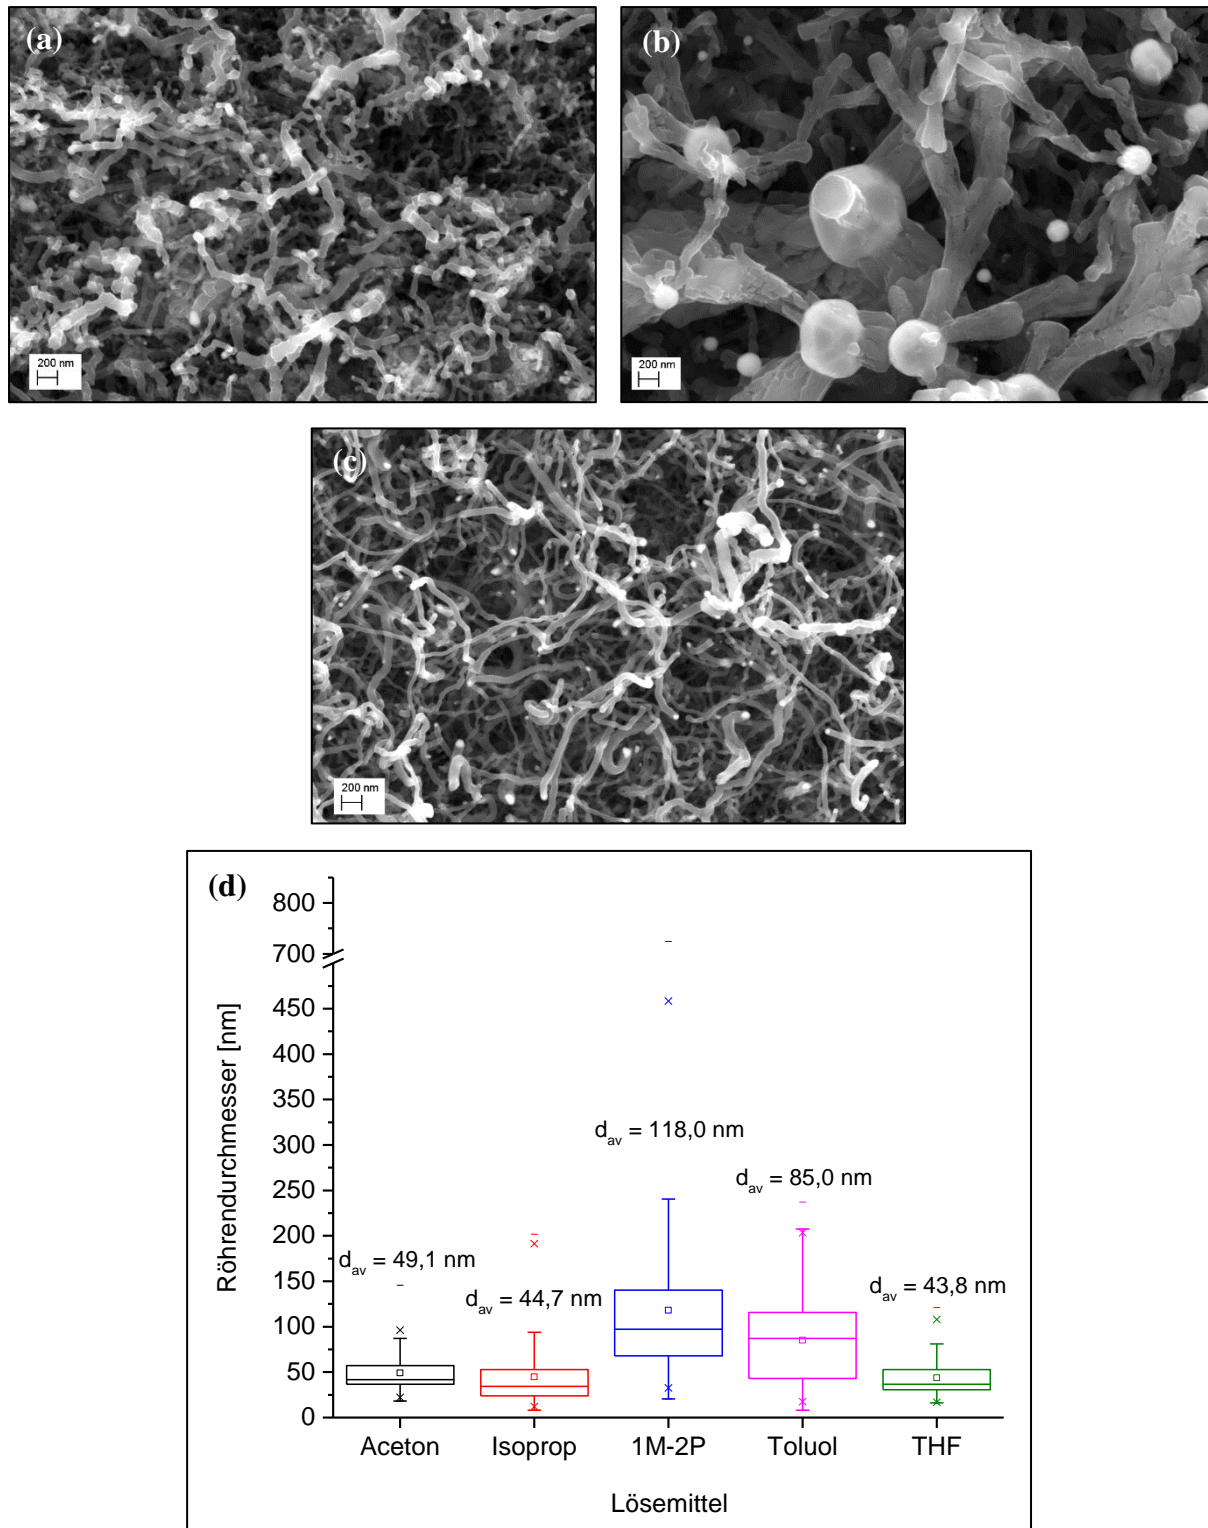 (a)
200 nm
(b)
200 nm
(c)
200 nm
(d)
Röhrendurchmesser [nm]
800
700
450
400
350
300
250
200
150
100
50
0
d_av = 49,1 nm
d_av = 44,7 nm
d_av = 118,0 nm
d_av = 85,0 nm
d_av = 43,8 nm
Aceton Isoprop 1M-2P Toluol THF
Lösemittel